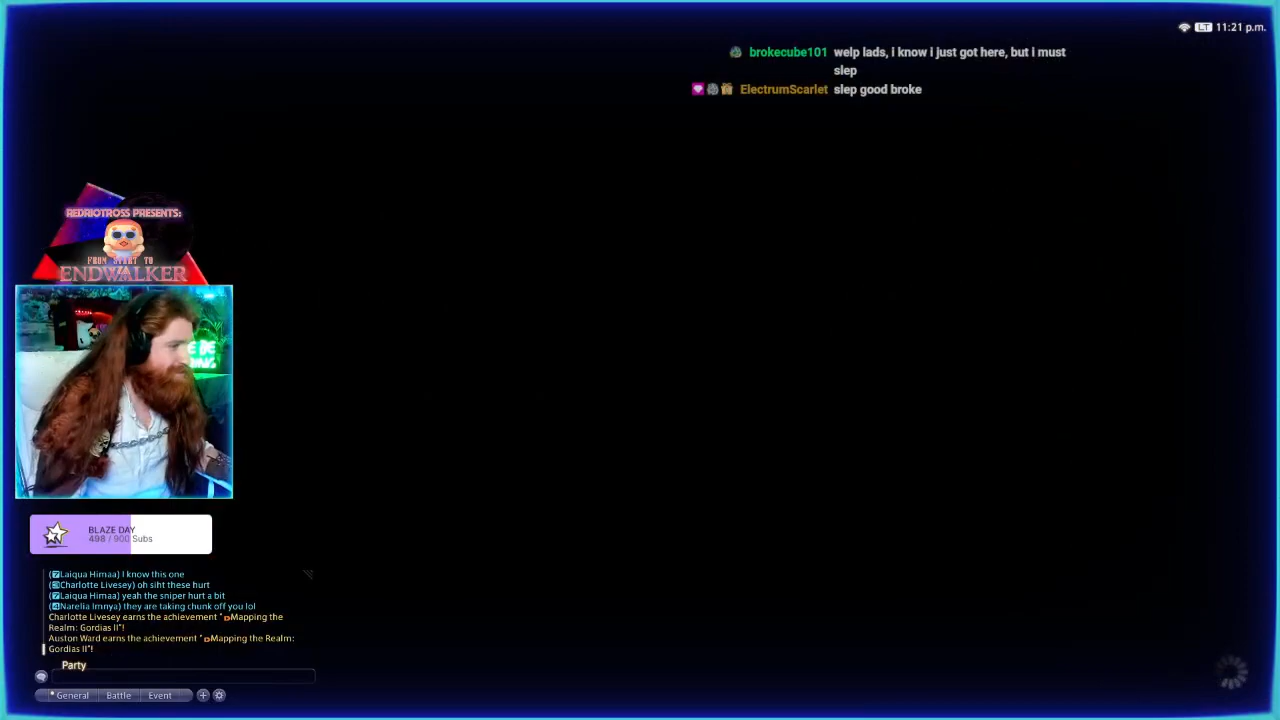 LT 11:21 p.m.
brokecube101 welp lads, i know i just got here, but i must
slep
ElectrumScarlet slep good broke
REDRIOTROSS PRESENTS:
FROM START TO
ENDWALKER
BLAZE DAY
498 / 900 Subs
(Laiqua Himaa) I know this one
(Charlotte Livesey) oh siht these hurt
(Laiqua Himaa) yeah the sniper hurt a bit
(Narelia Imnya) they are taking chunk off you lol
Charlotte Livesey earns the achievement "Mapping the
Realm: Gordias II"!
Auston Ward earns the achievement "Mapping the Realm:
Gordias II"!
Party
General Battle Event